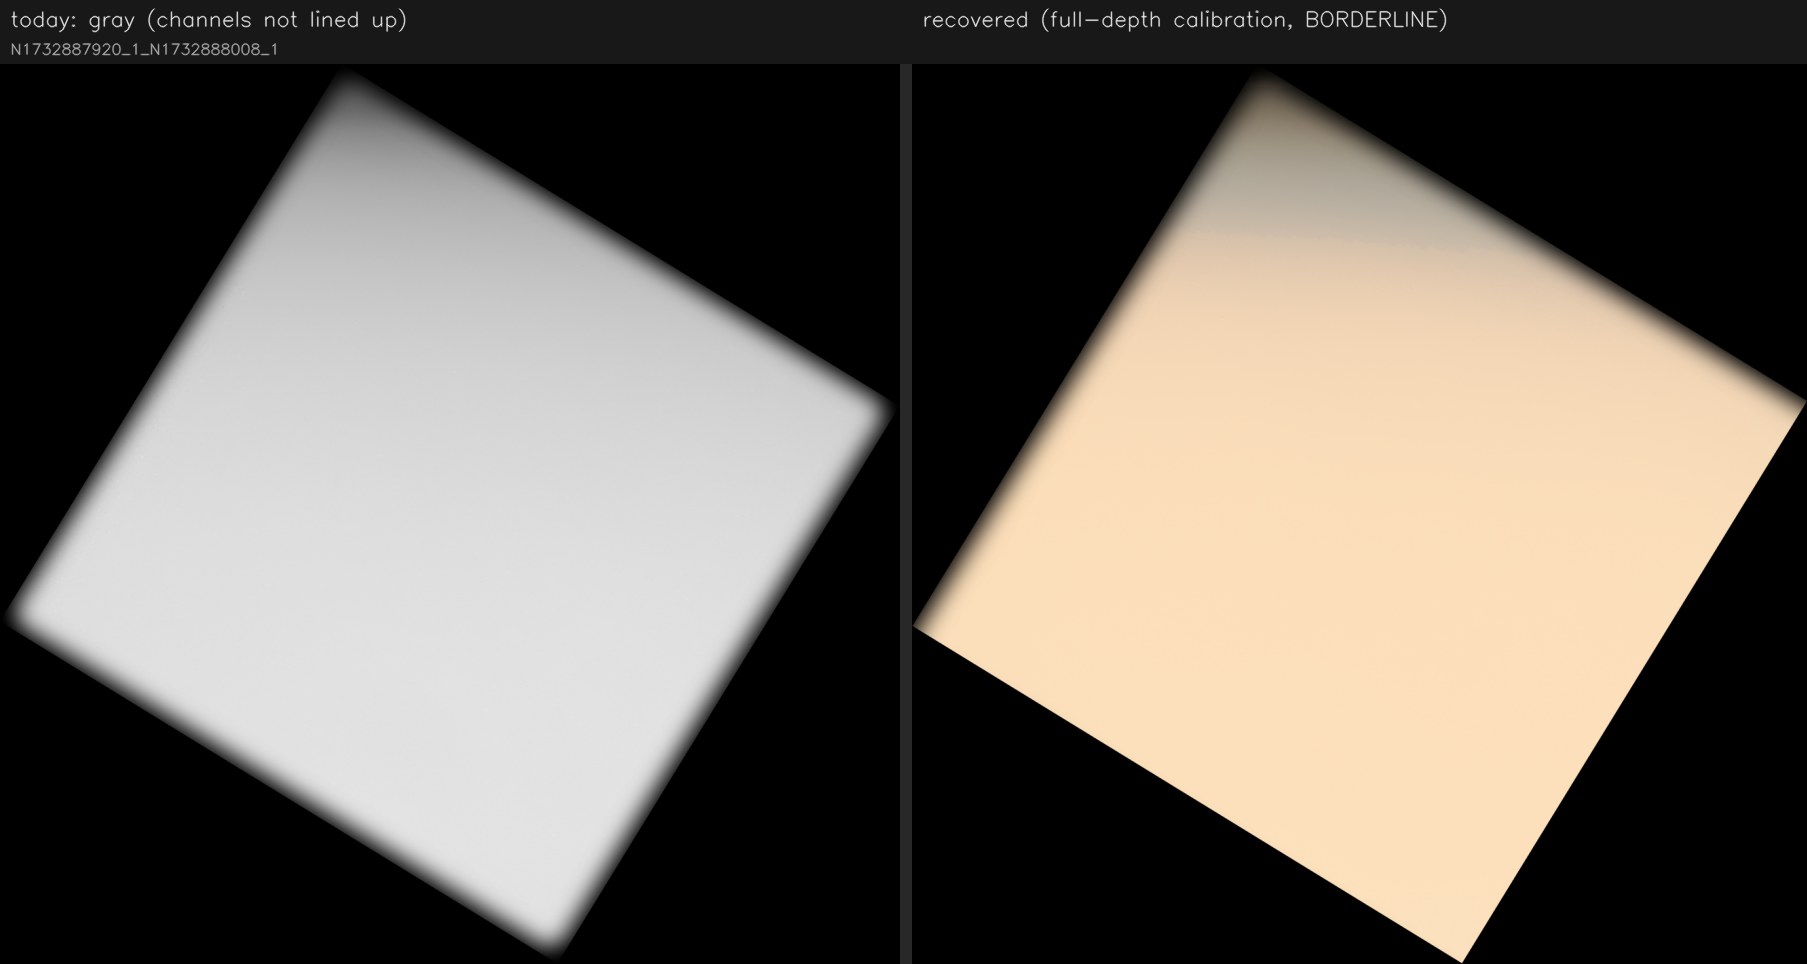 today: gray (channels not lined up)
N1732887920_1_N1732888008_1
recovered (full-depth calibration, BORDERLINE)